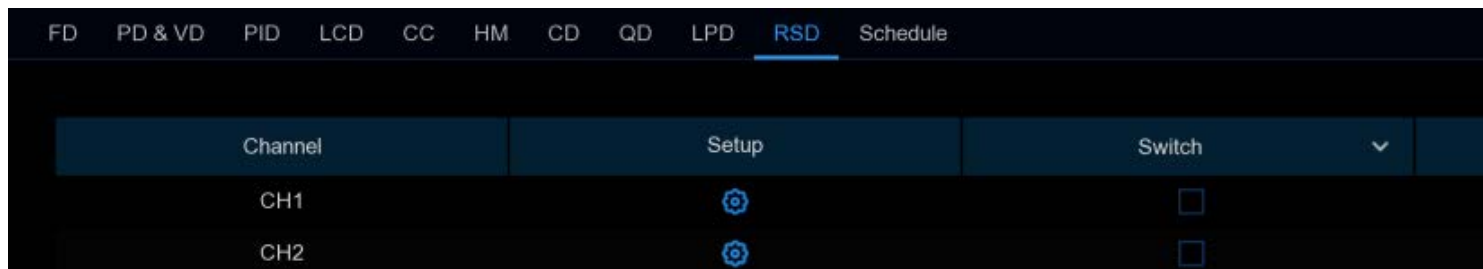 FD PD & VD PID LCD CC HM CD QD LPD RSD Schedule
Channel Setup Switch
CH1
CH2